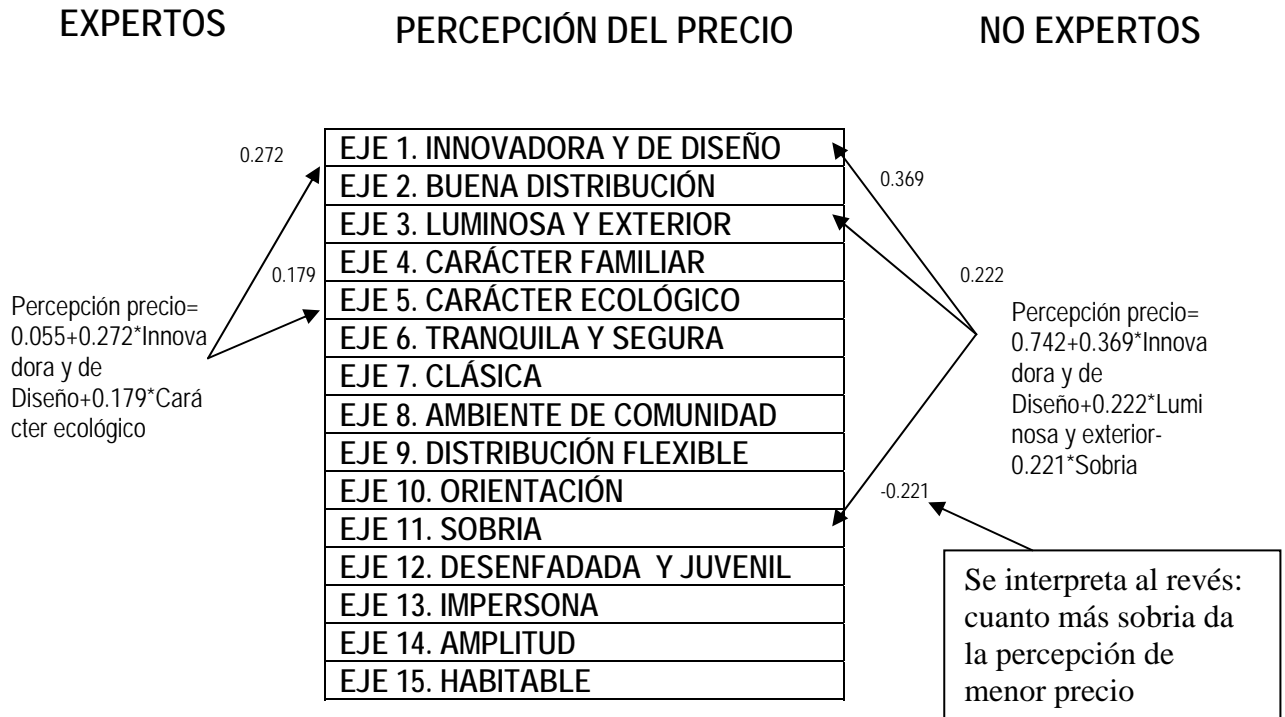 EXPERTOS
PERCEPCIÓN DEL PRECIO
NO EXPERTOS
0.272
0.179
Percepción precio=
0.055+0.272*Innova
dora y de
Diseño+0.179*Cará
cter ecológico
EJE 1. INNOVADORA Y DE DISEÑO
EJE 2. BUENA DISTRIBUCIÓN
EJE 3. LUMINOSA Y EXTERIOR
EJE 4. CARÁCTER FAMILIAR
EJE 5. CARÁCTER ECOLÓGICO
EJE 6. TRANQUILA Y SEGURA
EJE 7. CLÁSICA
EJE 8. AMBIENTE DE COMUNIDAD
EJE 9. DISTRIBUCIÓN FLEXIBLE
EJE 10. ORIENTACIÓN
EJE 11. SOBRIA
EJE 12. DESENFADADA Y JUVENIL
EJE 13. IMPERSONA
EJE 14. AMPLITUD
EJE 15. HABITABLE
0.369
0.222
Percepción precio=
0.742+0.369*Innova
dora y de
Diseño+0.222*Lumi
nosa y exterior-
0.221*Sobria
-0.221
Se interpreta al revés:
cuanto más sobria da
la percepción de
menor precio